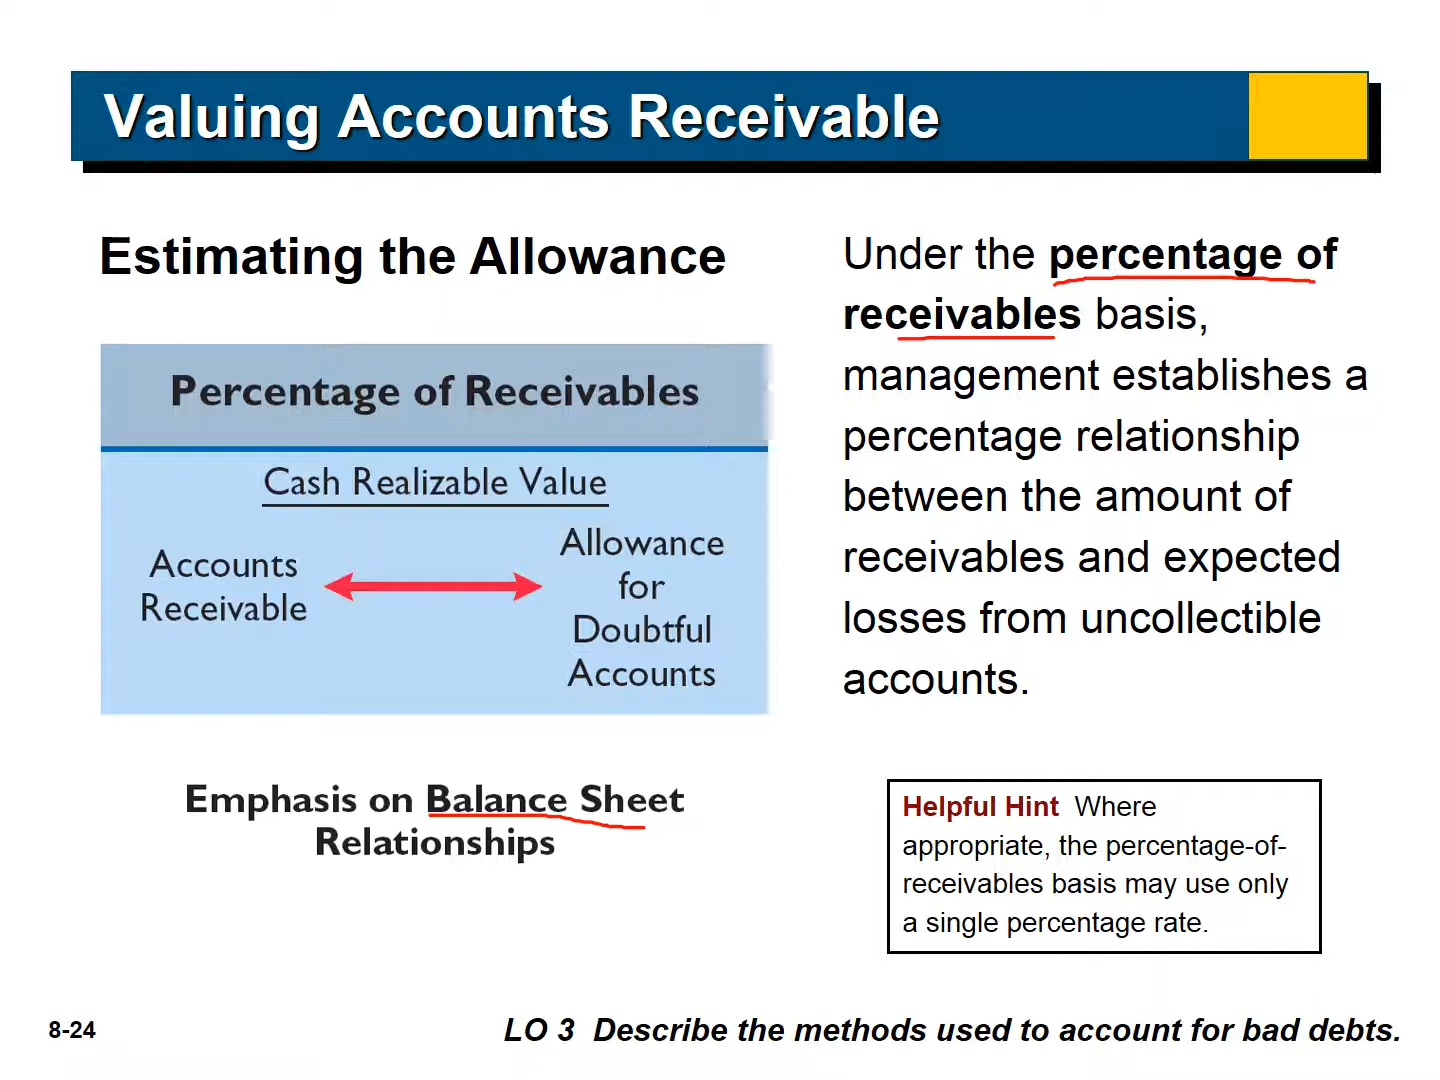 Valuing Accounts Receivable
Estimating the Allowance
Percentage of Receivables
Cash Realizable Value
Accounts
Receivable
Allowance
for
Doubtful
Accounts
Emphasis on Balance Sheet
Relationships
Under the percentage of
receivables basis,
management establishes a
percentage relationship
between the amount of
receivables and expected
losses from uncollectible
accounts.
Helpful Hint Where
appropriate, the percentage-of-
receivables basis may use only
a single percentage rate.
8-24
LO 3 Describe the methods used to account for bad debts.